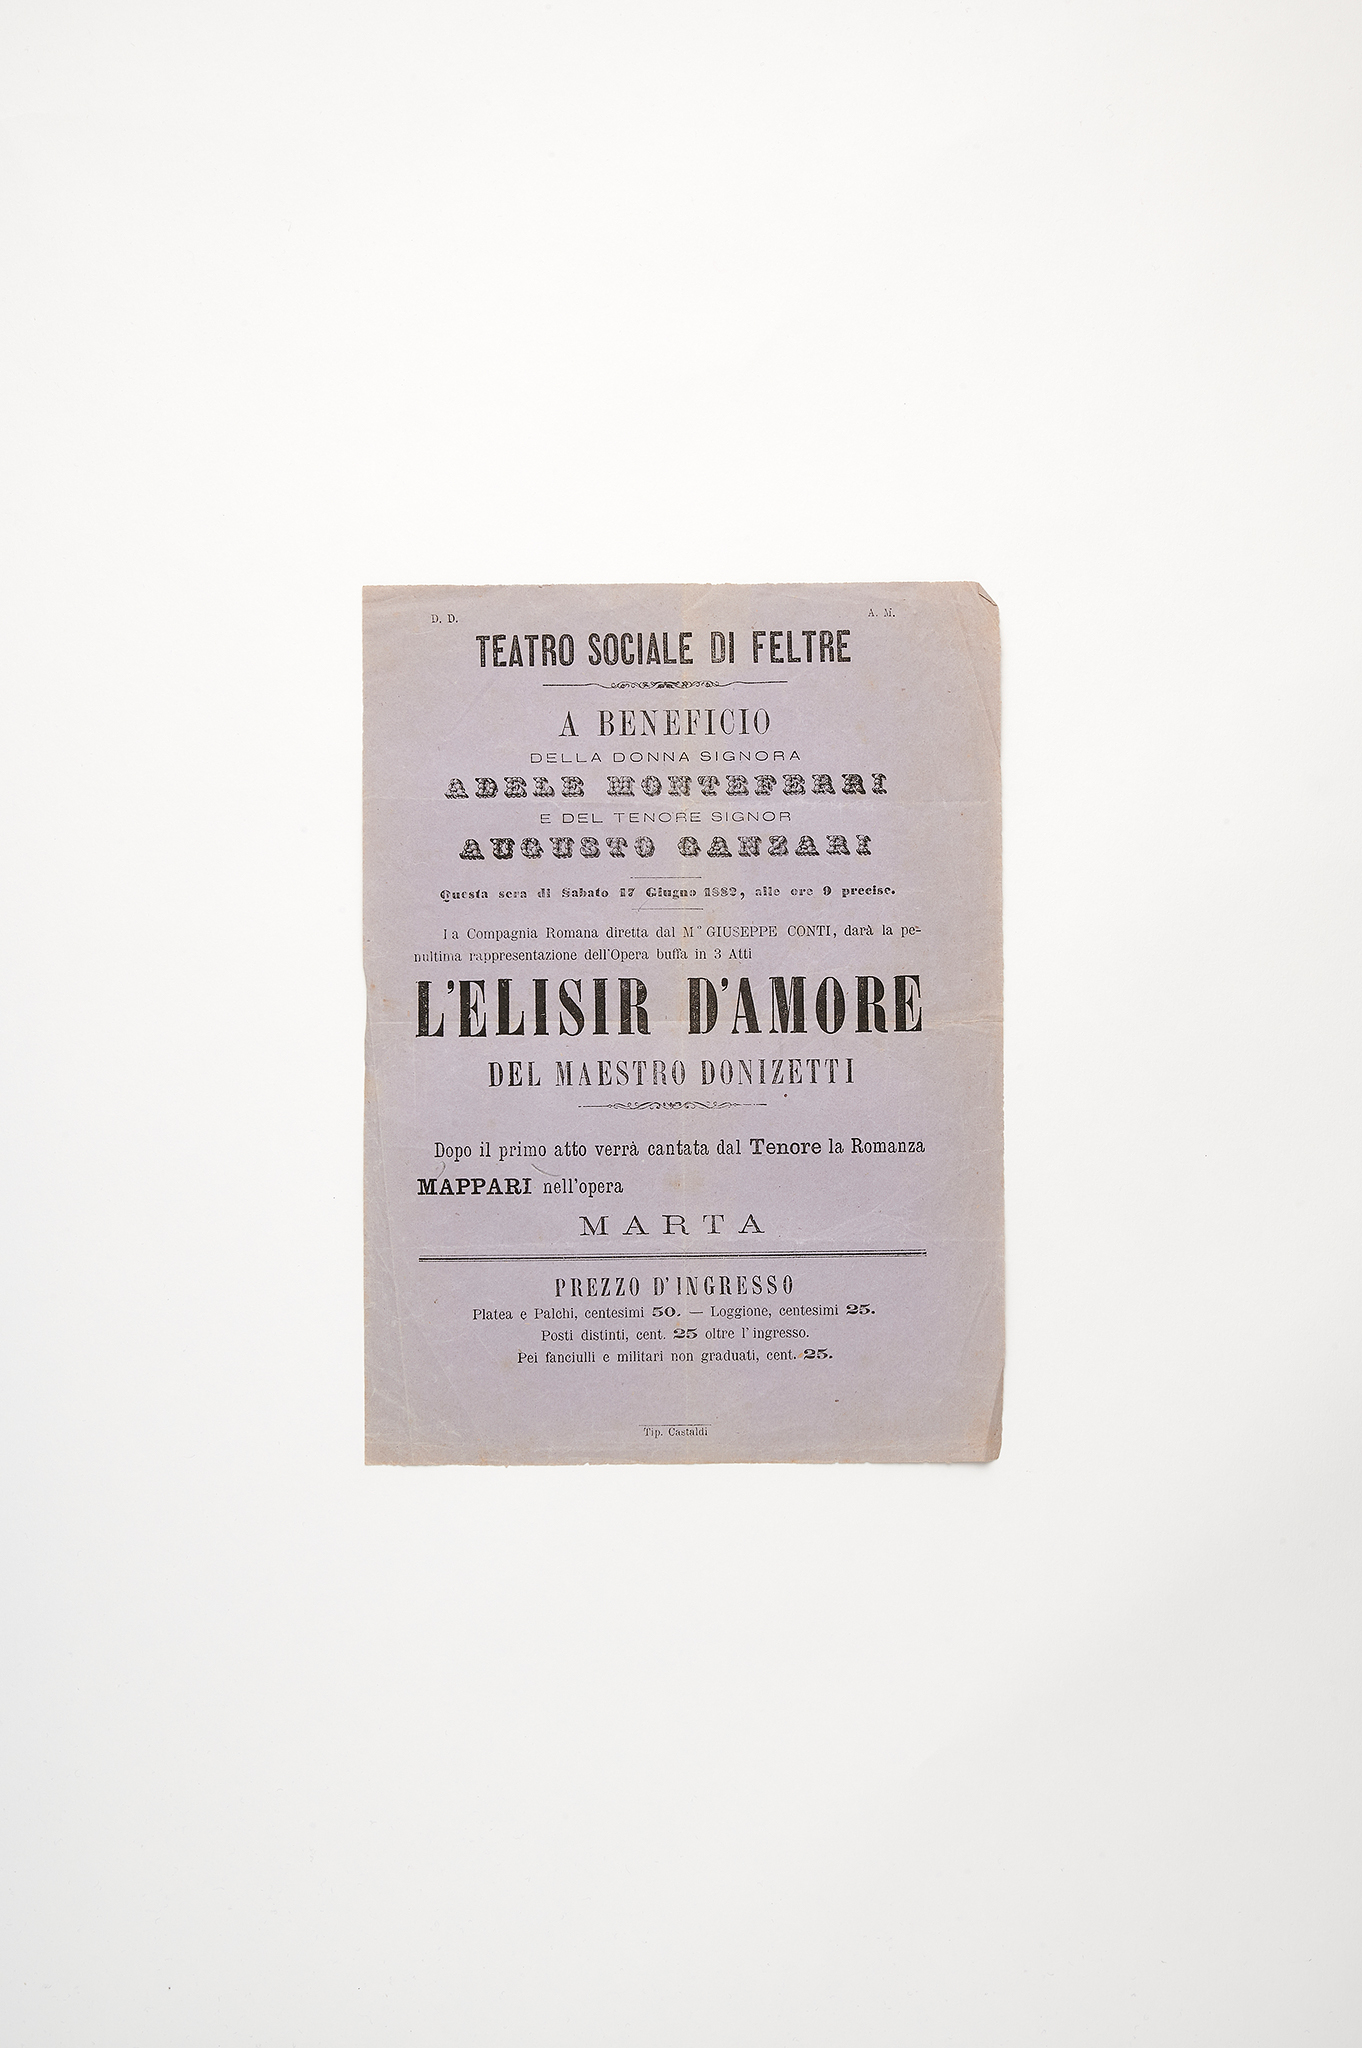 D. D. A. M.
TEATRO SOCIALE DI FELTRE
A BENEFICIO
DELLA DONNA SIGNORA
ADELE MONTEFERRI
E DEL TENORE SIGNOR
AUGUSTO GANZARI
Questa sera di Sabato 17 Giugno 1882, alle ore 9 precise.
La Compagnia Romana diretta dal M° GIUSEPPE CONTI, darà la pe-
nultima rappresentazione dell'Opera buffa in 3 Atti
L'ELISIR D'AMORE
DEL MAESTRO DONIZETTI
Dopo il primo atto verrà cantata dal Tenore la Romanza
MAPPARI nell'opera
MARTA
PREZZO D'INGRESSO
Platea e Palchi, centesimi 50. — Loggione, centesimi 25.
Posti distinti, cent. 25 oltre l'ingresso.
Pei fanciulli e militari non graduati, cent. 25.
Tip. Castaldi